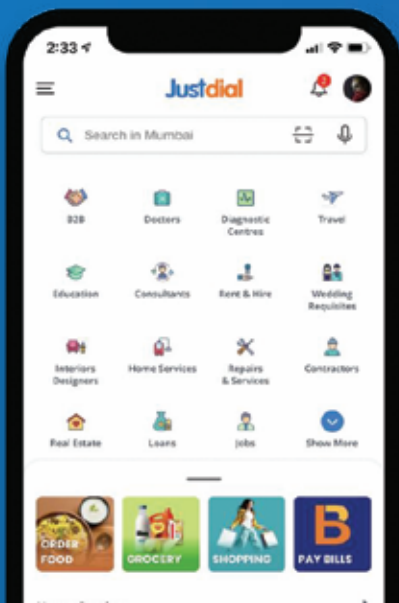 2:33
Justdial
2
Search in Mumbai
B2B
Doctors
Diagnostic
Centres
Travel
Education
Consultants
Rent & Hire
Wedding
Requisites
Interiors
Designers
Home Services
Repairs
& Services
Contractors
Real Estate
Loans
Jobs
Show More
ORDER
FOOD
GROCERY
SHOPPING
B
PAY BILLS